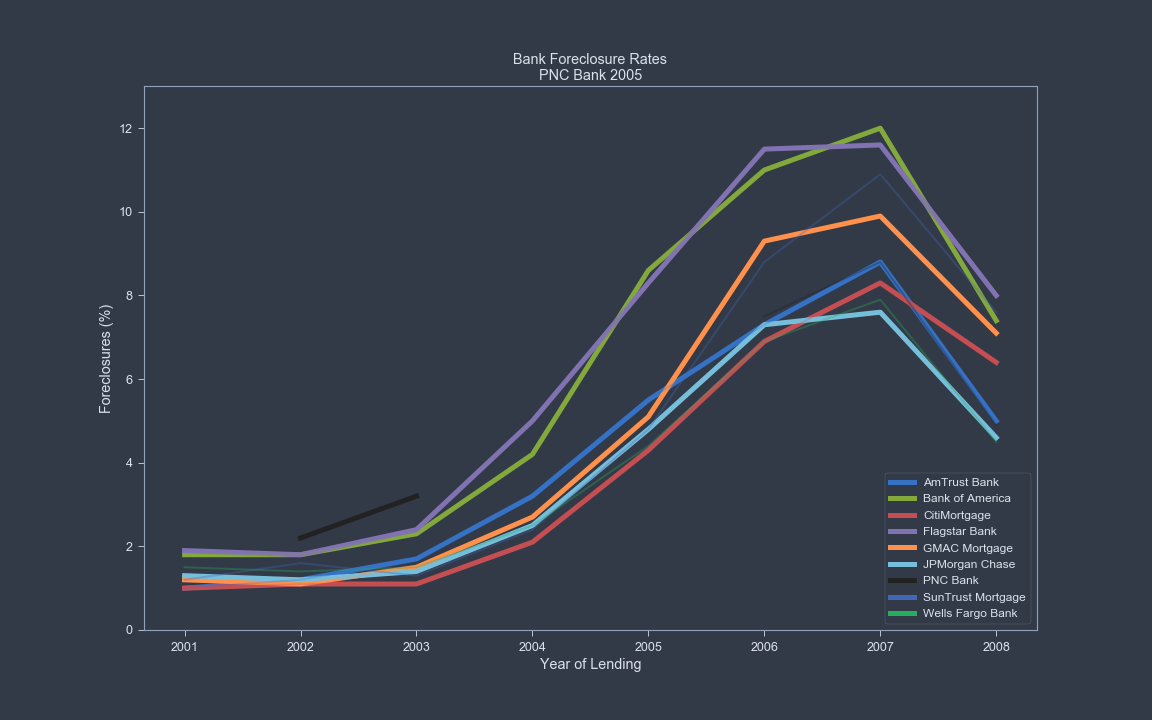 Bank Foreclosure Rates
PNC Bank 2005
12
10
8
6
4
2
0
Foreclosures (%)
2001 2002 2003 2004 2005 2006 2007 2008
Year of Lending
AmTrust Bank
Bank of America
CitiMortgage
Flagstar Bank
GMAC Mortgage
JPMorgan Chase
PNC Bank
SunTrust Mortgage
Wells Fargo Bank